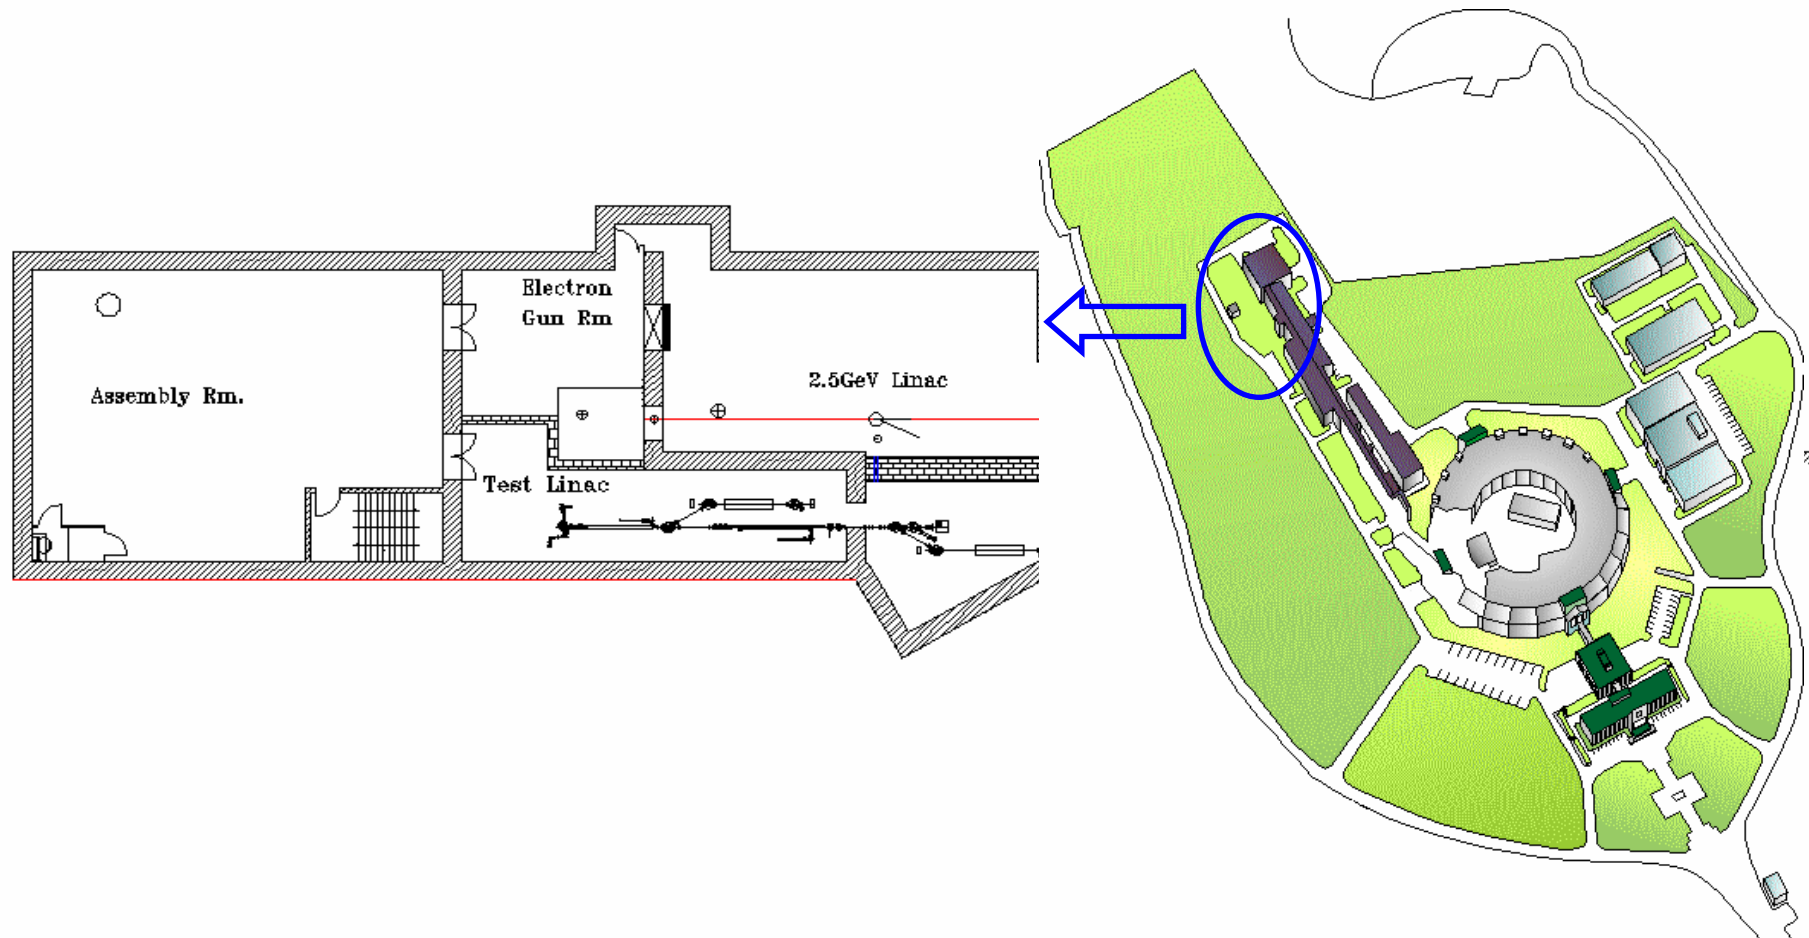 Electron
Gun Rm
2.5GeV Linac
Assembly Rm.
Test Linac